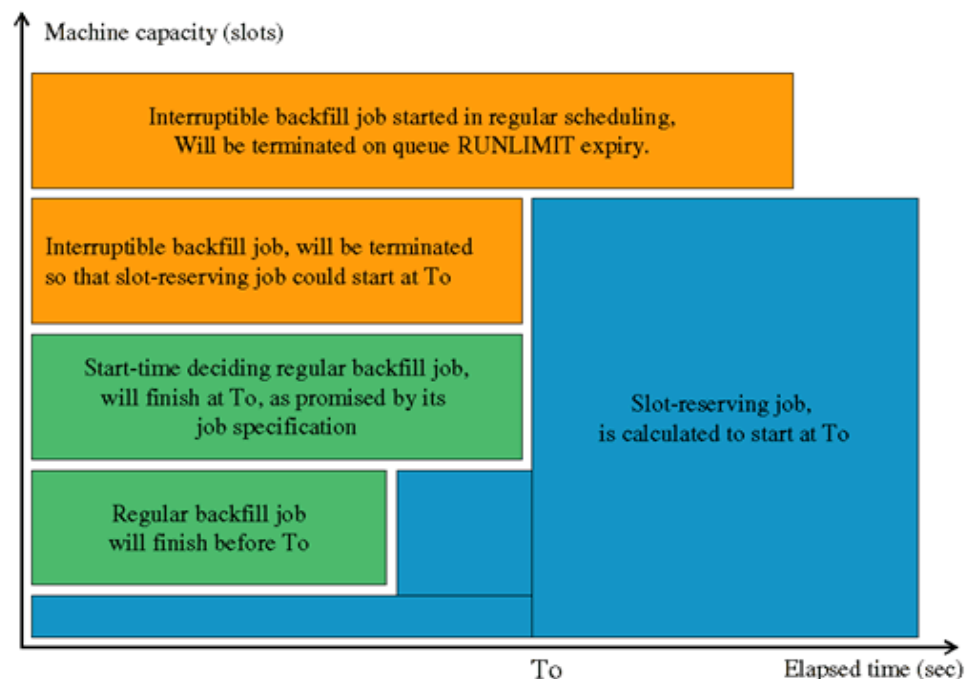 Machine capacity (slots)
Interruptible backfill job started in regular scheduling,
Will be terminated on queue RUNLIMIT expiry.
Interruptible backfill job, will be terminated
so that slot-reserving job could start at To
Start-time deciding regular backfill job,
will finish at To, as promised by its
job specification
Slot-reserving job,
is calculated to start at To
Regular backfill job
will finish before To
To
Elapsed time (sec)